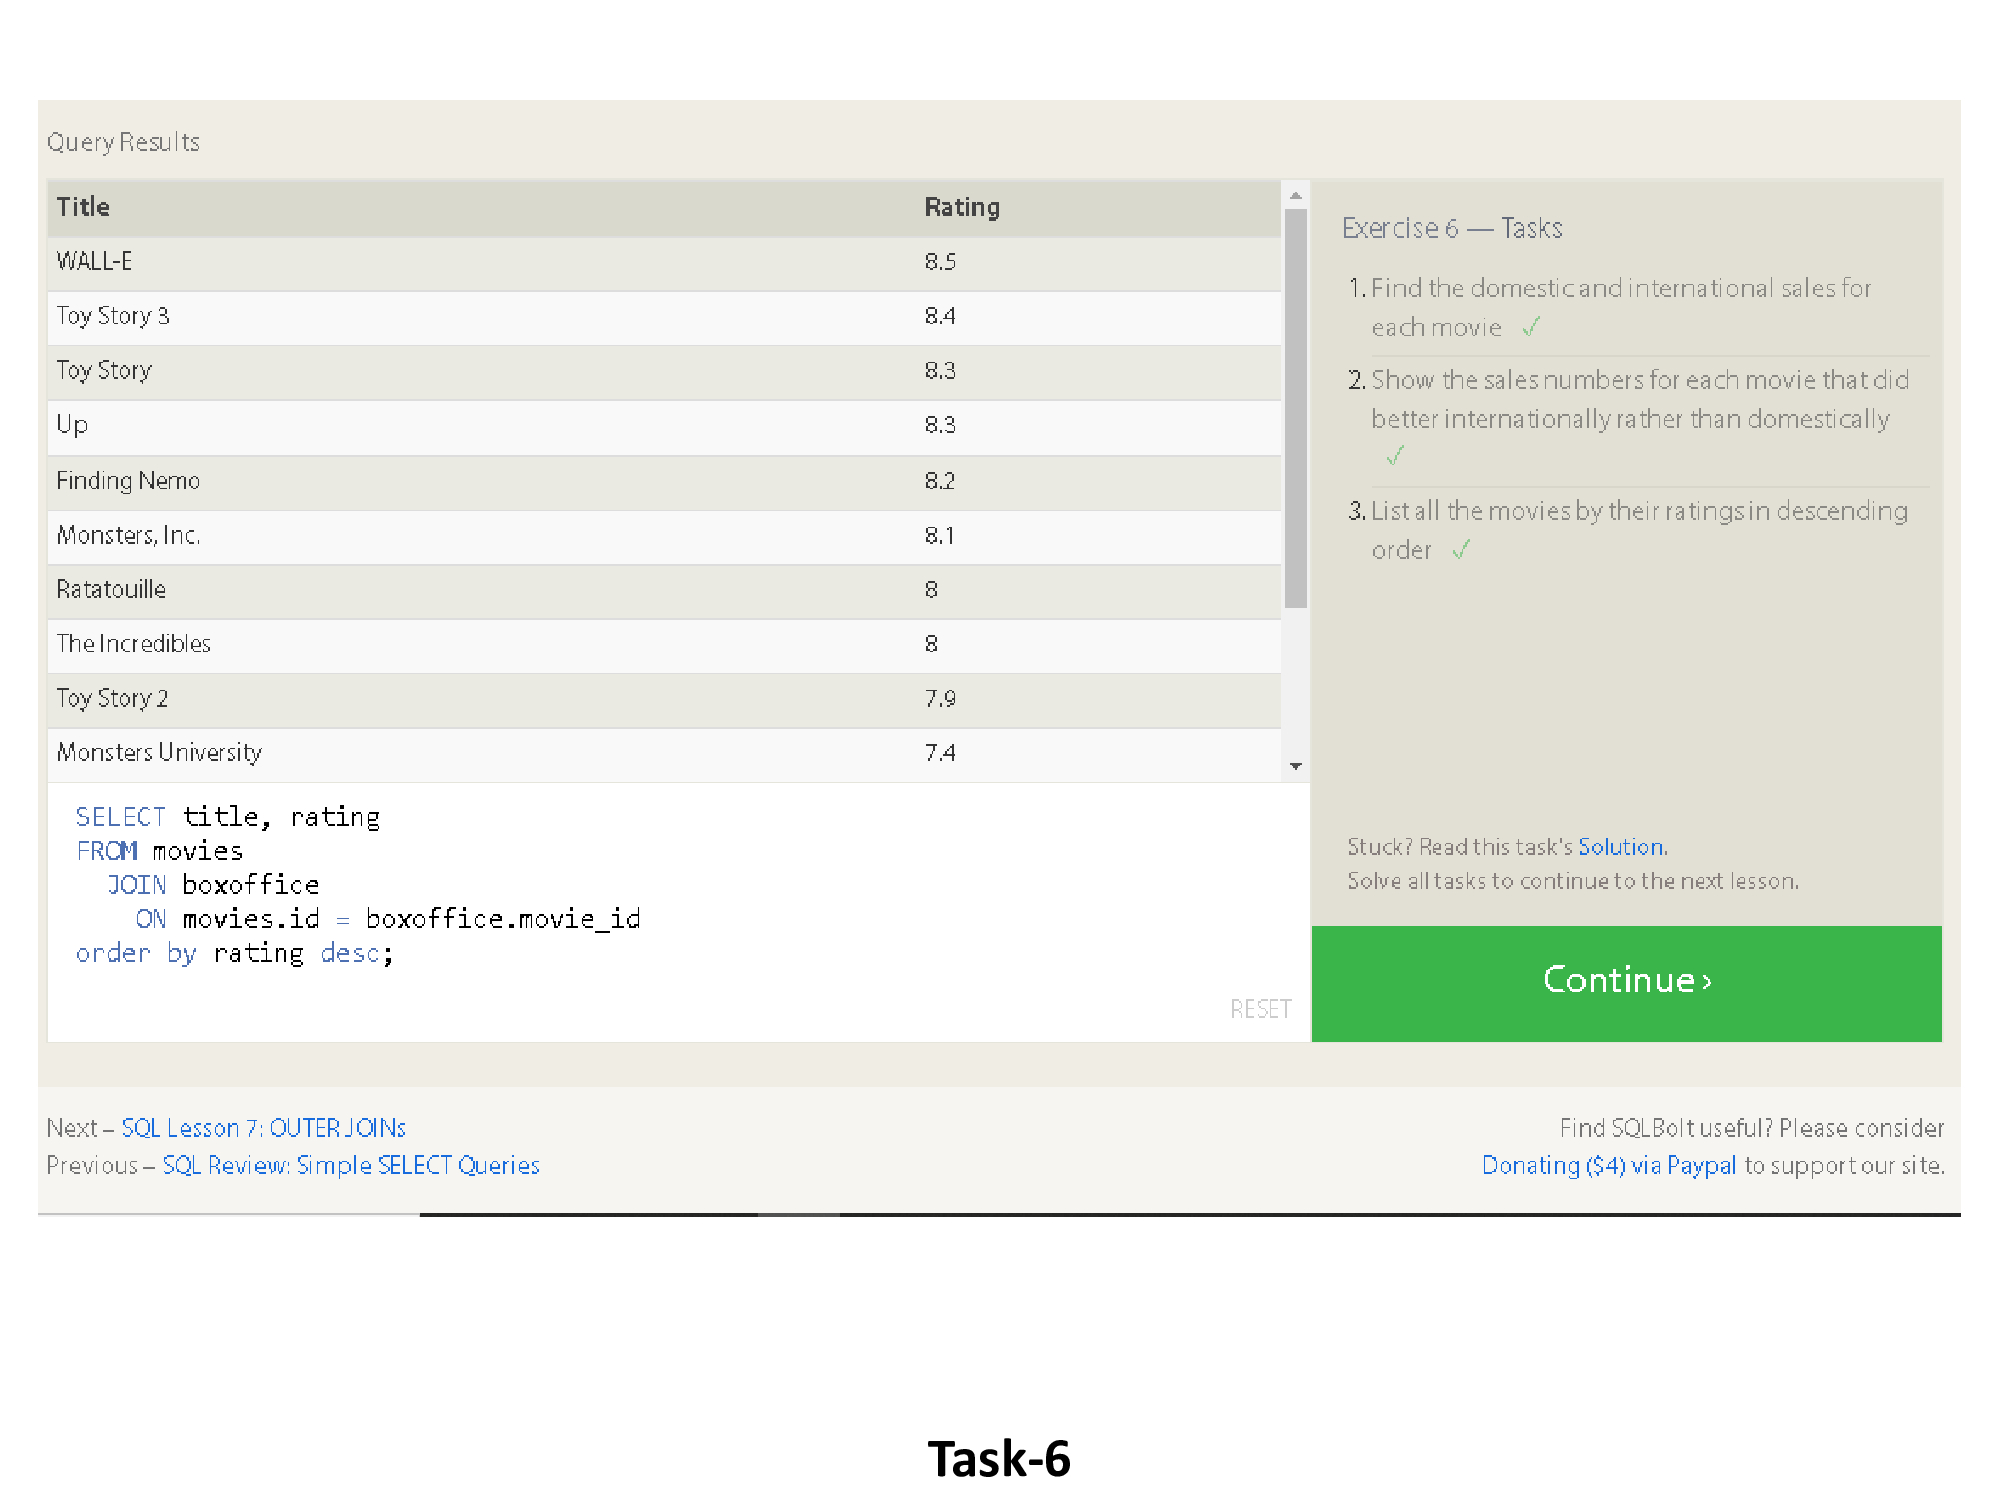 Query Results
Title Rating
WALL-E 8.5
Toy Story 3 8.4
Toy Story 8.3
Up 8.3
Finding Nemo 8.2
Monsters, Inc. 8.1
Ratatouille 8
The Incredibles 8
Toy Story 2 7.9
Monsters University 7.4
SELECT title, rating
FROM movies
JOIN boxoffice
ON movies.id = boxoffice.movie_id
order by rating desc;
RESET
Exercise 6 — Tasks
1. Find the domestic and international sales for
each movie ✓
2. Show the sales numbers for each movie that did
better internationally rather than domestically
✓
3. List all the movies by their ratings in descending
order ✓
Stuck? Read this task's Solution.
Solve all tasks to continue to the next lesson.
Continue ›
Next – SQL Lesson 7: OUTER JOINs
Previous – SQL Review: Simple SELECT Queries
Find SQLBolt useful? Please consider
Donating ($4) via Paypal to support our site.
Task-6